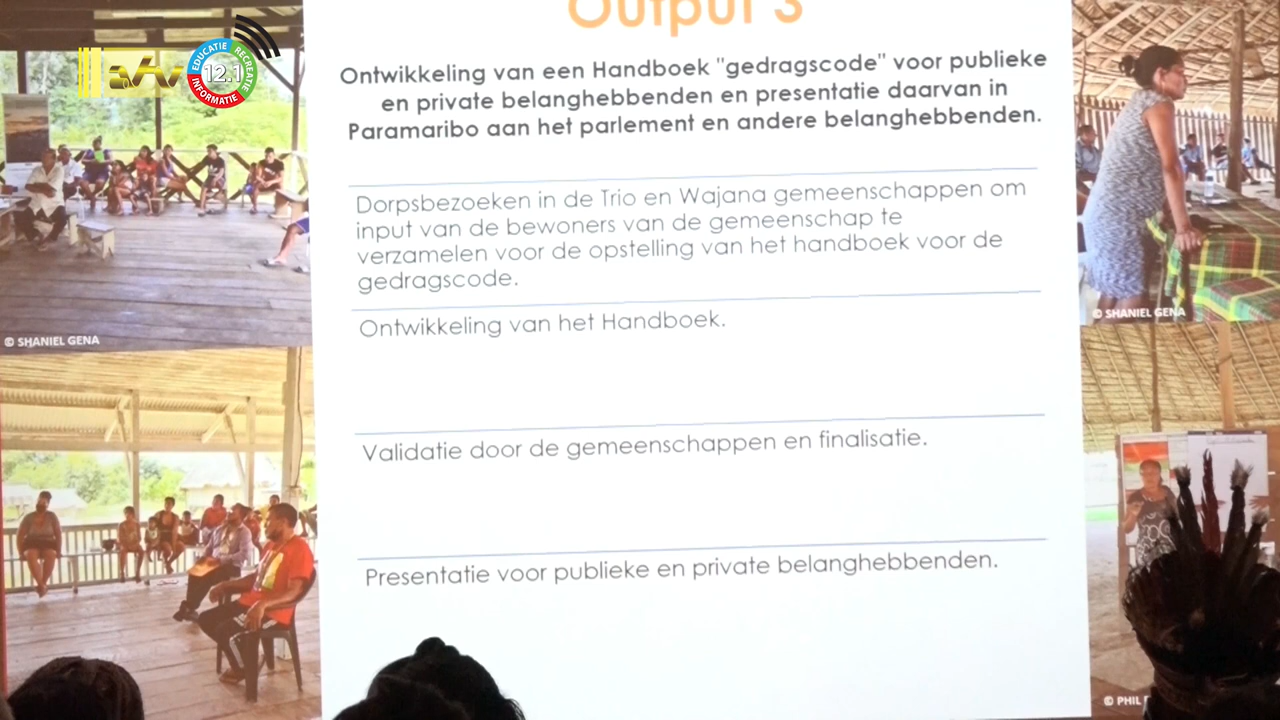 Output 3
EDUCATIE
RECREATIE
12.1
INFORMATIE
Ontwikkeling van een Handboek "gedragscode" voor publieke
en private belanghebbenden en presentatie daarvan in
Paramaribo aan het parlement en andere belanghebbenden.
Dorpsbezoeken in de Trio en Wajana gemeenschappen om
input van de bewoners van de gemeenschap te
verzamelen voor de opstelling van het handboek voor de
gedragscode.
Ontwikkeling van het Handboek.
Validatie door de gemeenschappen en finalisatie.
Presentatie voor publieke en private belanghebbenden.
© SHANIEL GENA
© SHANIEL GENA
© PHIL